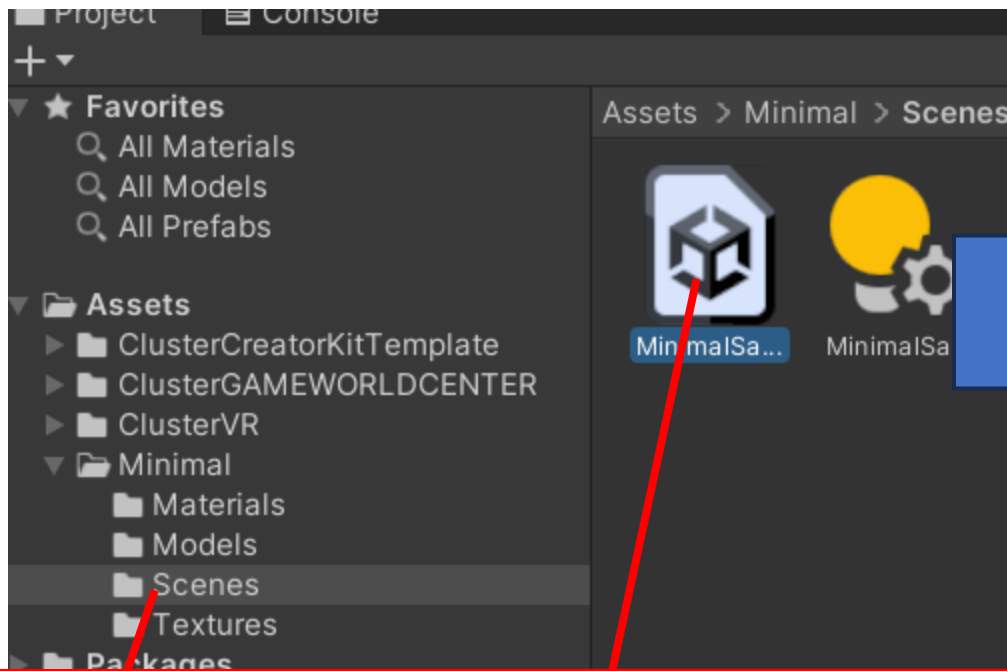 Project Console
Favorites
All Materials
All Models
All Prefabs
Assets
ClusterCreatorKitTemplate
ClusterGAMEWORLDCENTER
ClusterVR
Minimal
Materials
Models
Scenes
Textures
Packages
Assets > Minimal > Scenes
MinimalSa...
MinimalSa